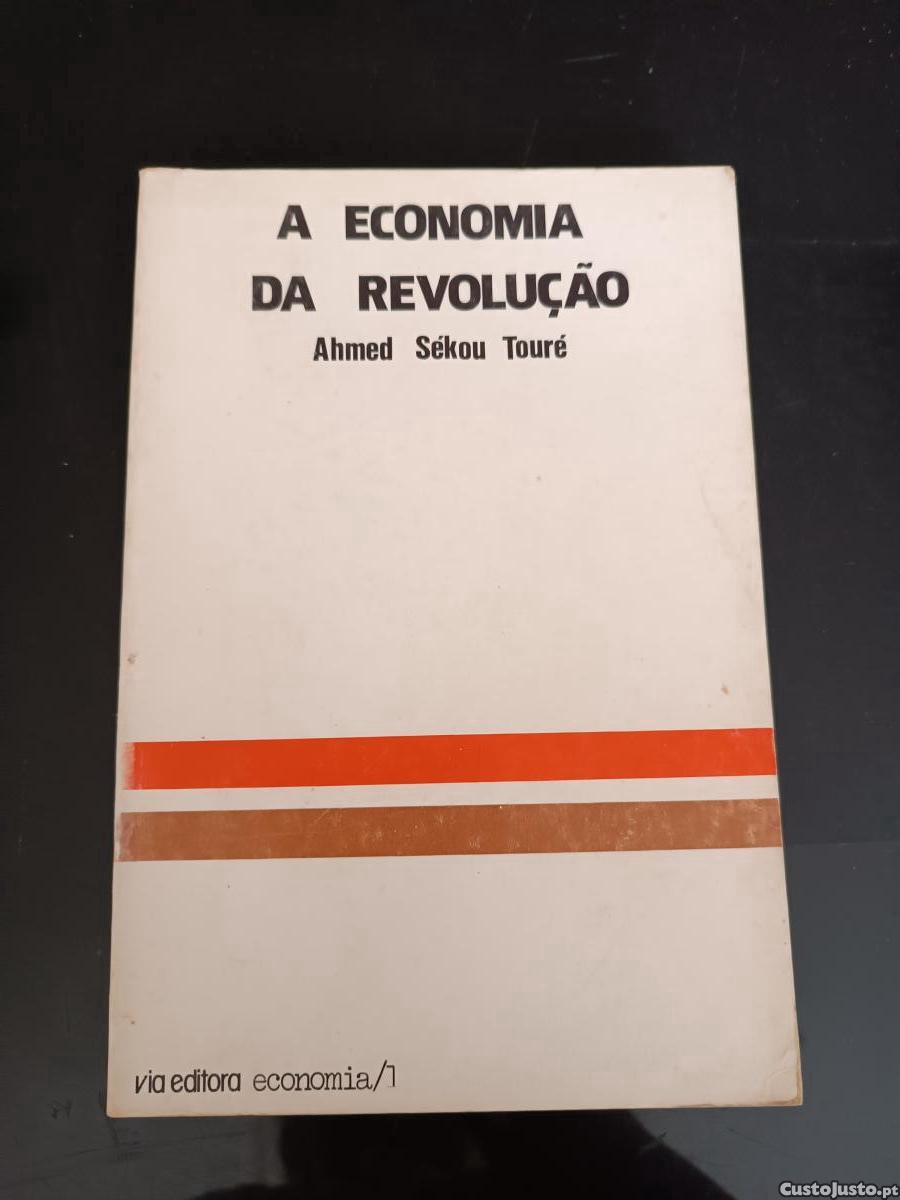 A ECONOMIA
DA REVOLUÇÃO
Ahmed Sékou Touré
via editora economia/1
CustoJusto.pt